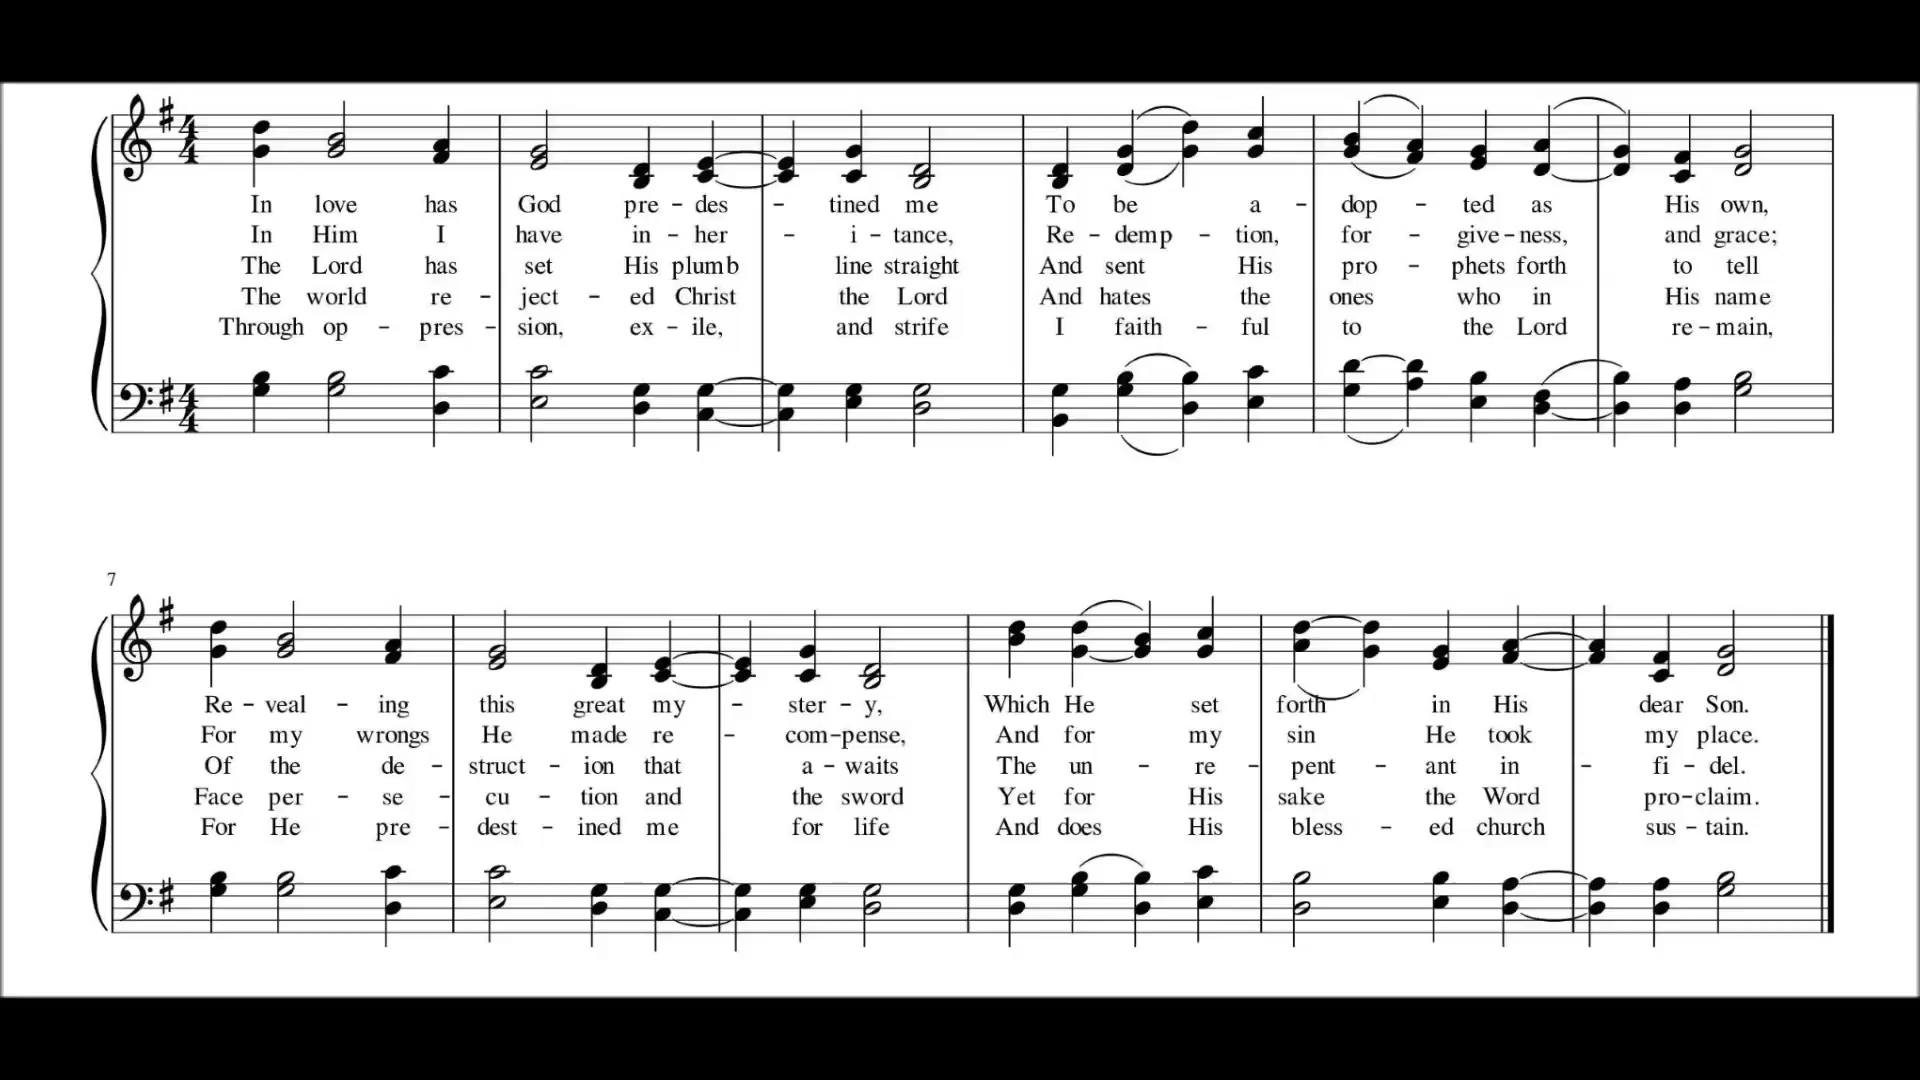 In love has God pre - des - tined me To be a - dop - ted as His own,
In Him I have in - her - i - tance, Re - demp - tion, for - give - ness, and grace;
The Lord has set His plumb line straight And sent His pro - phets forth to tell
The world re - ject - ed Christ the Lord And hates the ones who in His name
Through op - pres - sion, ex - ile, and strife I faith - ful to the Lord re - main,
7
Re - veal - ing this great my - ster - y, Which He set forth in His dear Son.
For my wrongs He made re - com - pense, And for my sin He took my place.
Of the de - struct - ion that a - waits The un - re - pent - ant in - fi - del.
Face per - se - cu - tion and the sword Yet for His sake the Word pro - claim.
For He pre - dest - ined me for life And does His bless - ed church sus - tain.